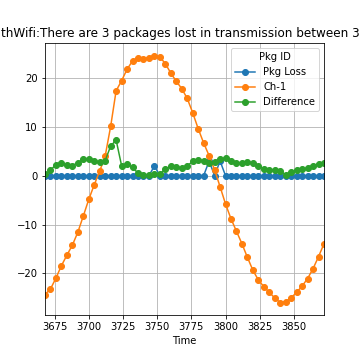 thWifi:There are 3 packages lost in transmission between 3
Pkg ID
Pkg Loss
Ch-1
Difference
20
10
0
−10
−20
3675 3700 3725 3750 3775 3800 3825 3850
Time